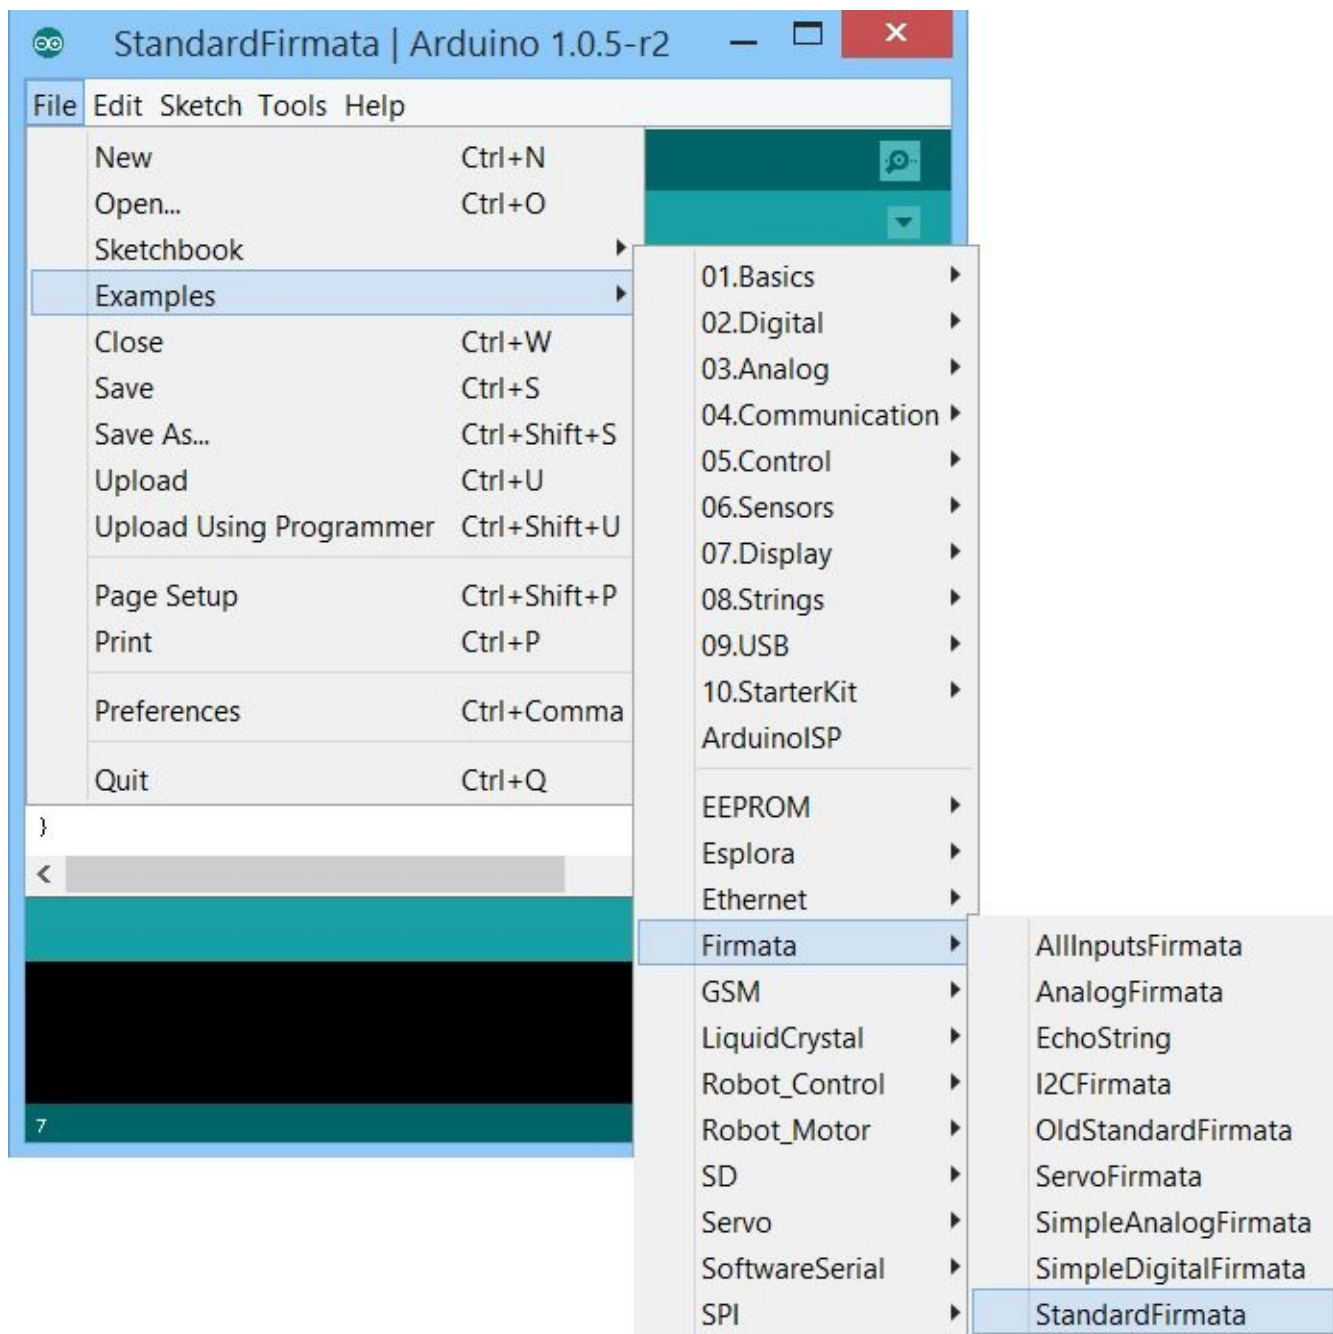 StandardFirmata | Arduino 1.0.5-r2
File Edit Sketch Tools Help
New Ctrl+N
Open... Ctrl+O
Sketchbook
Examples
Close Ctrl+W
Save Ctrl+S
Save As... Ctrl+Shift+S
Upload Ctrl+U
Upload Using Programmer Ctrl+Shift+U
Page Setup Ctrl+Shift+P
Print Ctrl+P
Preferences Ctrl+Comma
Quit Ctrl+Q
}
7
01.Basics
02.Digital
03.Analog
04.Communication
05.Control
06.Sensors
07.Display
08.Strings
09.USB
10.StarterKit
ArduinoISP
EEPROM
Esplora
Ethernet
Firmata
GSM
LiquidCrystal
Robot_Control
Robot_Motor
SD
Servo
SoftwareSerial
SPI
AllInputsFirmata
AnalogFirmata
EchoString
I2CFirmata
OldStandardFirmata
ServoFirmata
SimpleAnalogFirmata
SimpleDigitalFirmata
StandardFirmata